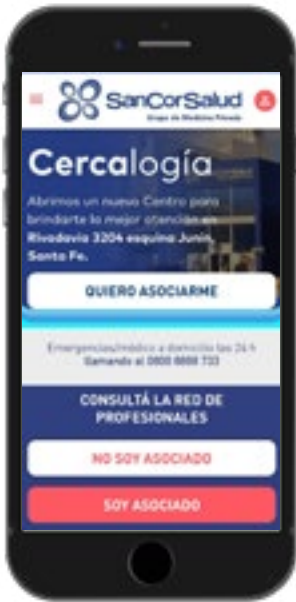 SanCorSalud
Grupo de Medicina Privada
Cercalogía
Abrimos un nuevo Centro para
brindarte la mejor atención en
Rivadavia 3204 esquina Junín,
Santa Fe.
QUIERO ASOCIARME
Emergencias/médico a domicilio las 24 h
llamando al 0800 8888 733
CONSULTÁ LA RED DE
PROFESIONALES
NO SOY ASOCIADO
SOY ASOCIADO